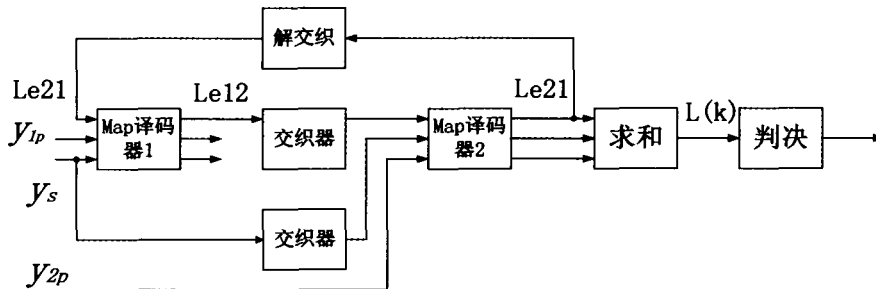 解交织
Le21
Le12
Le21
L(k)
y1p
Map译码器1
交织器
Map译码器2
求和
判决
ys
交织器
y2p